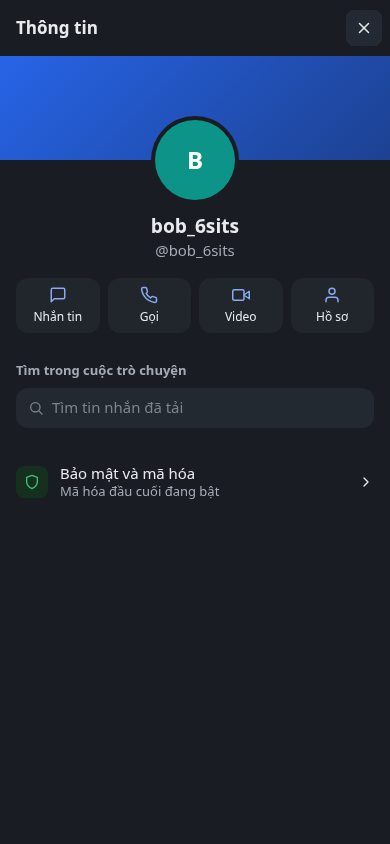 Thông tin
B
bob_6sits
@bob_6sits
Nhắn tin
Gọi
Video
Hồ sơ
Tìm trong cuộc trò chuyện
Tìm tin nhắn đã tải
Bảo mật và mã hóa
Mã hóa đầu cuối đang bật